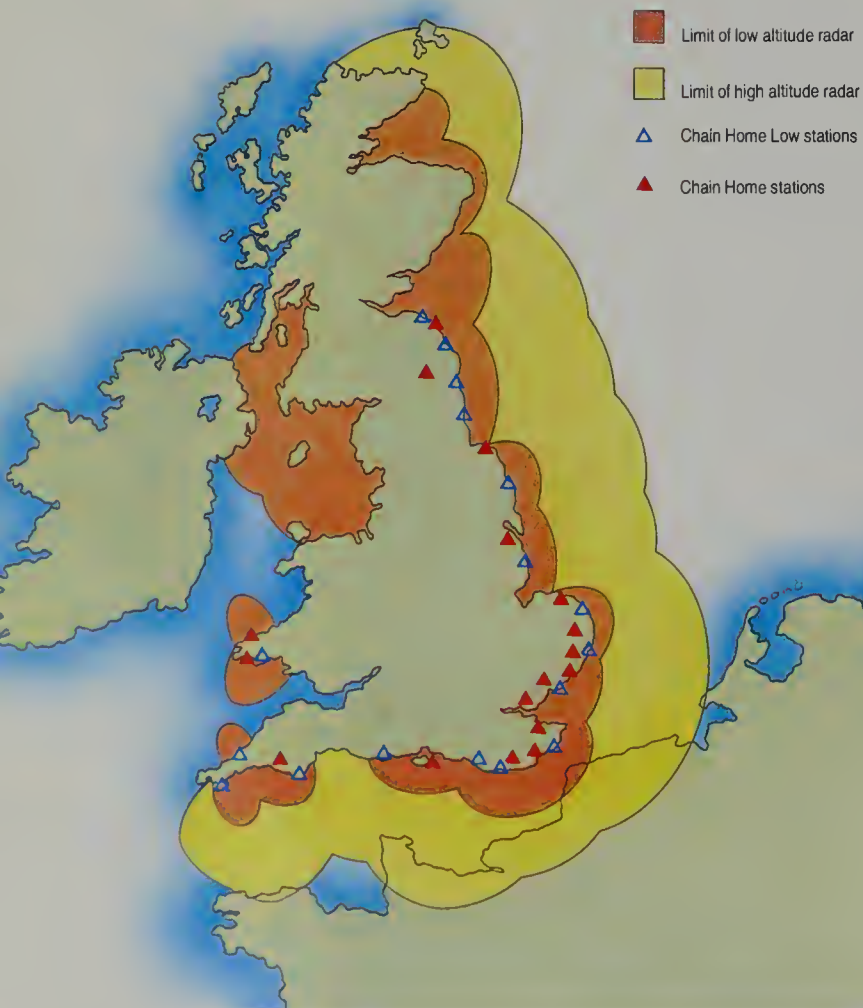 Limit of low altitude radar
Limit of high altitude radar
Chain Home Low stations
Chain Home stations